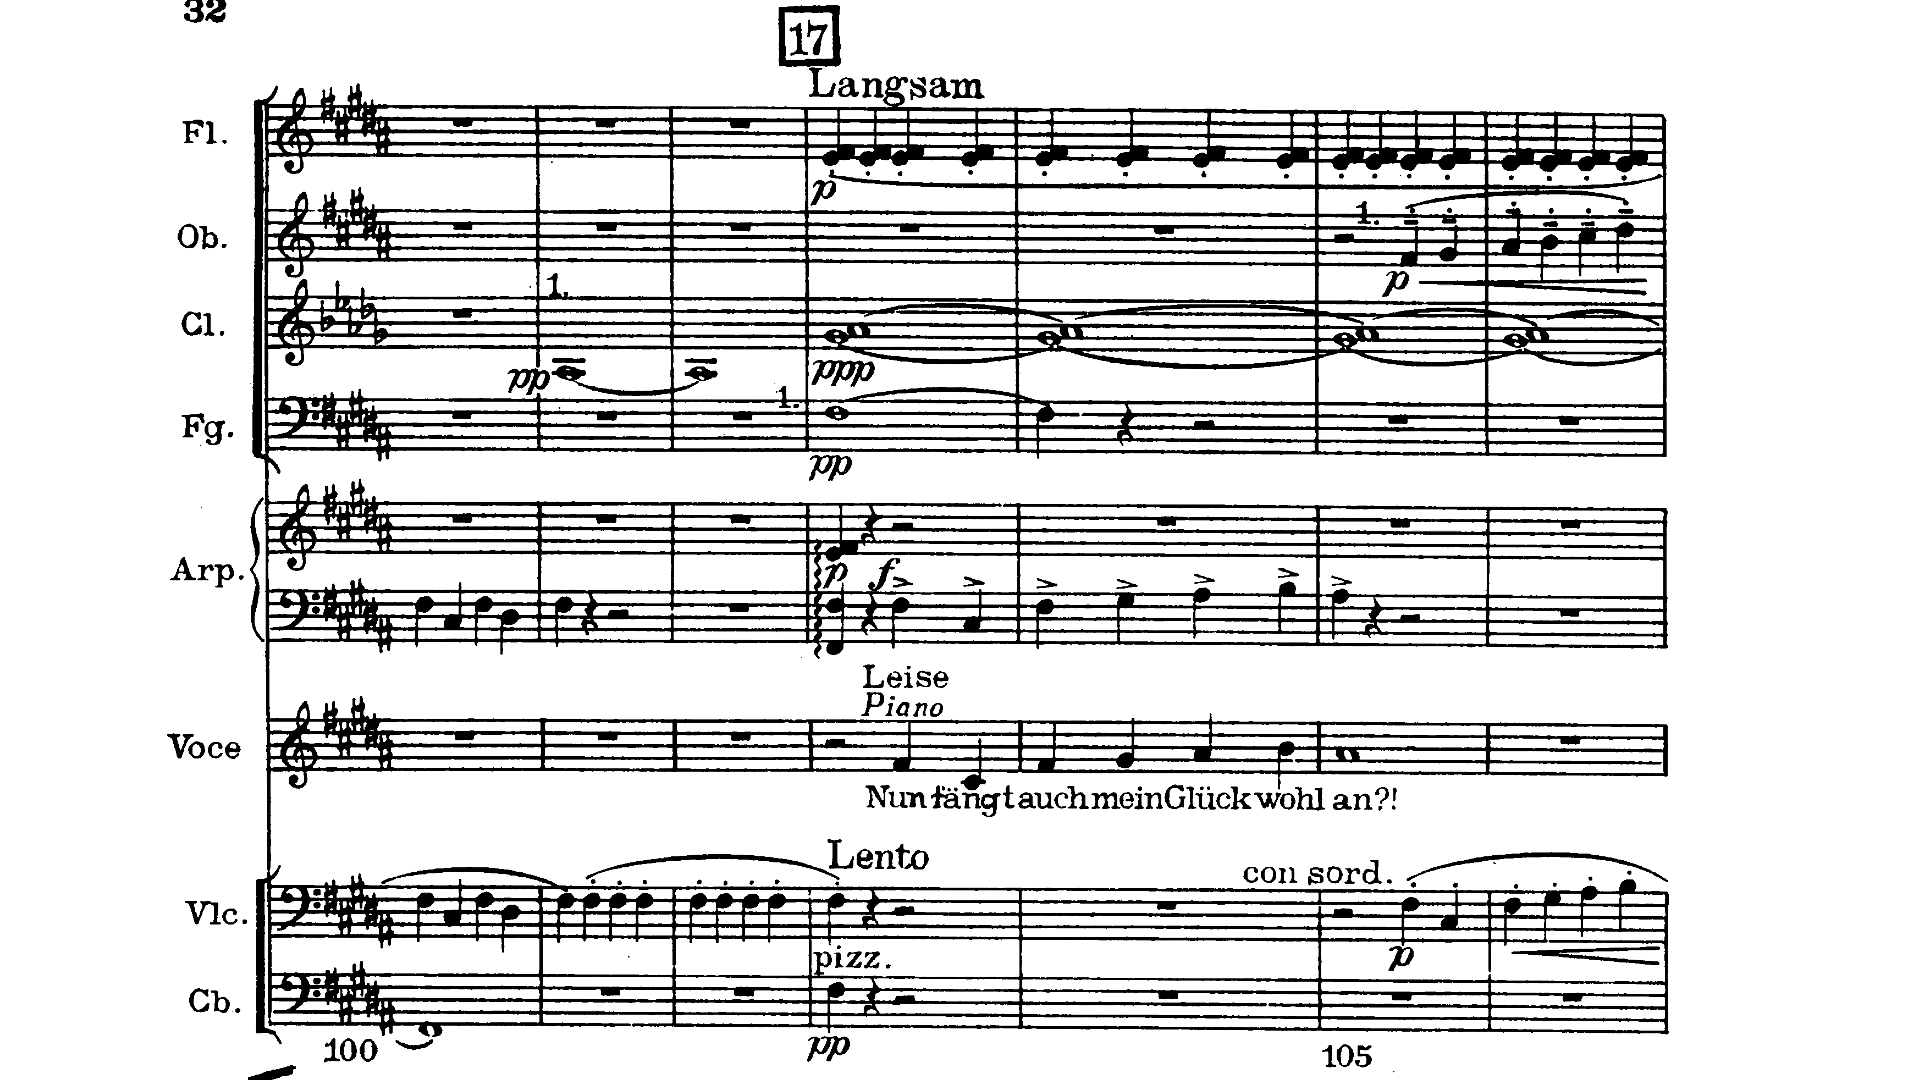 32
17
Langsam
Fl.
p
Ob.
1.
p
Cl.
1.
pp
ppp
Fg.
1.
pp
Arp.
p f
Leise
Piano
Voce
Nun fängt auch mein Glück wohl an?!
Lento
con sord.
Vlc.
p
pizz.
Cb.
pp
100
105